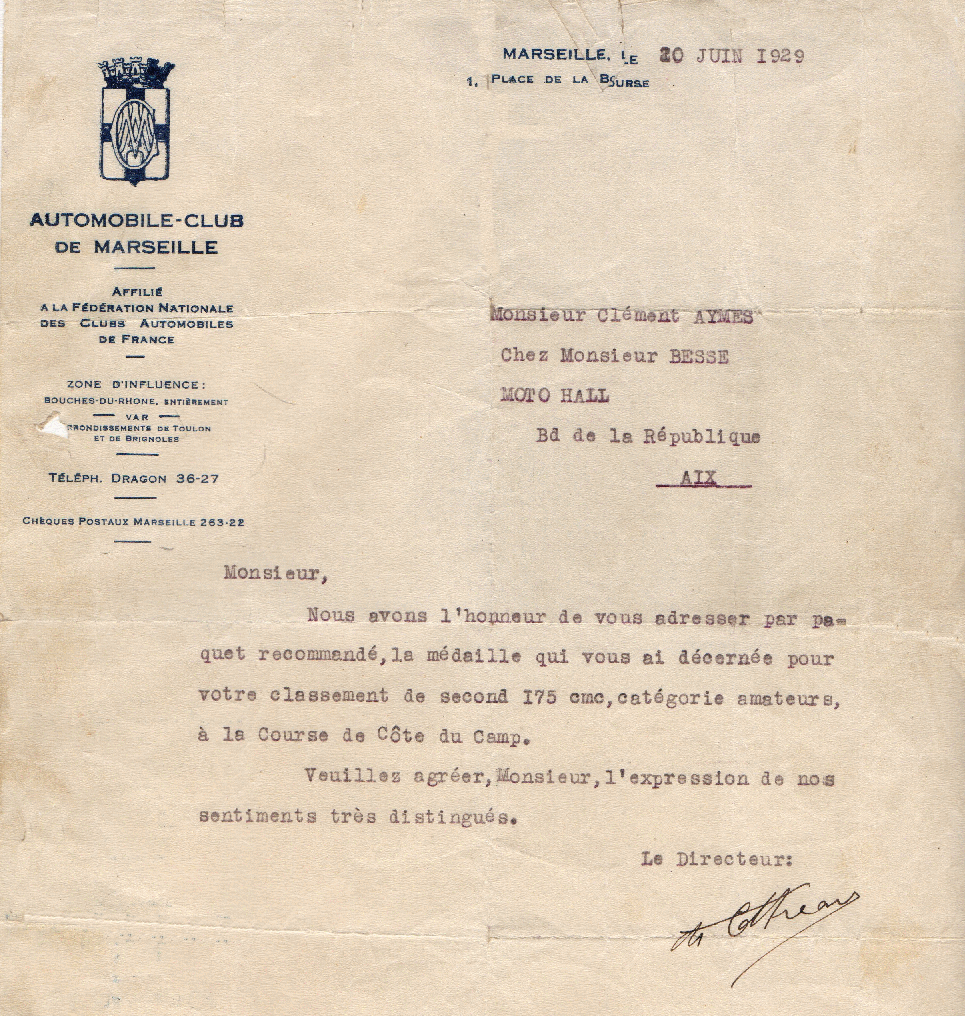 MARSEILLE, LE 20 JUIN 1929
1, PLACE DE LA BOURSE
AUTOMOBILE-CLUB
DE MARSEILLE
AFFILIÉ
A LA FÉDÉRATION NATIONALE
DES CLUBS AUTOMOBILES
DE FRANCE
ZONE D'INFLUENCE :
BOUCHES-DU-RHONE, ENTIÈREMENT
VAR
RRONDISSEMENTS DE TOULON
ET DE BRIGNOLES
TÉLÉPH. DRAGON 36-27
CHÈQUES POSTAUX MARSEILLE 263-22
Monsieur Clément AYMES
Chez Monsieur BESSE
MOTO HALL
Bd de la République
AIX
Monsieur,
Nous avons l'honneur de vous adresser par pa=
quet recommandé,la médaille qui vous ai décernée pour
votre classement de second I75 cmc,catégorie amateurs,
à la Course de Côte du Camp.
Veuillez agréer,Monsieur,l'expression de nos
sentiments très distingués.
Le Directeur: